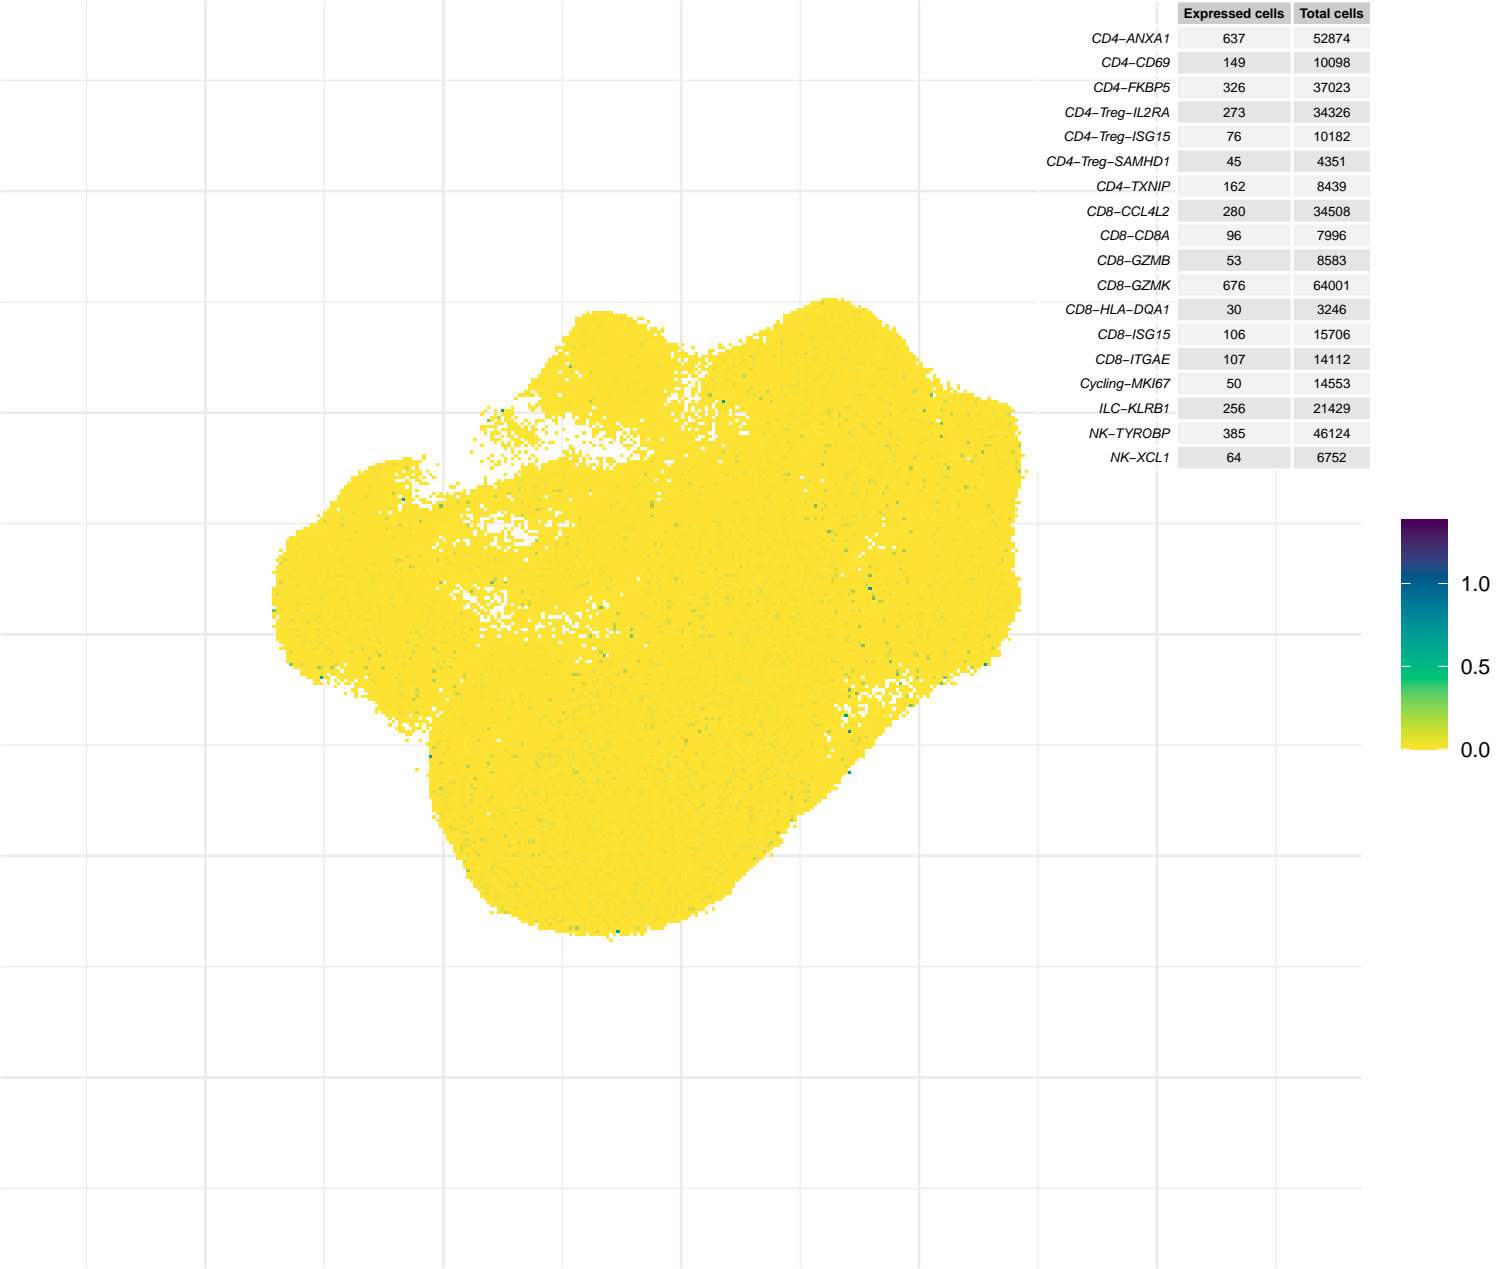 Expressed cells Total cells
CD4−ANXA1 637 52874
CD4−CD69 149 10098
CD4−FKBP5 326 37023
CD4−Treg−IL2RA 273 34326
CD4−Treg−ISG15 76 10182
CD4−Treg−SAMHD1 45 4351
CD4−TXNIP 162 8439
CD8−CCL4L2 280 34508
CD8−CD8A 96 7996
CD8−GZMB 53 8583
CD8−GZMK 676 64001
CD8−HLA−DQA1 30 3246
CD8−ISG15 106 15706
CD8−ITGAE 107 14112
Cycling−MKI67 50 14553
ILC−KLRB1 256 21429
NK−TYROBP 385 46124
NK−XCL1 64 6752
1.0
0.5
0.0